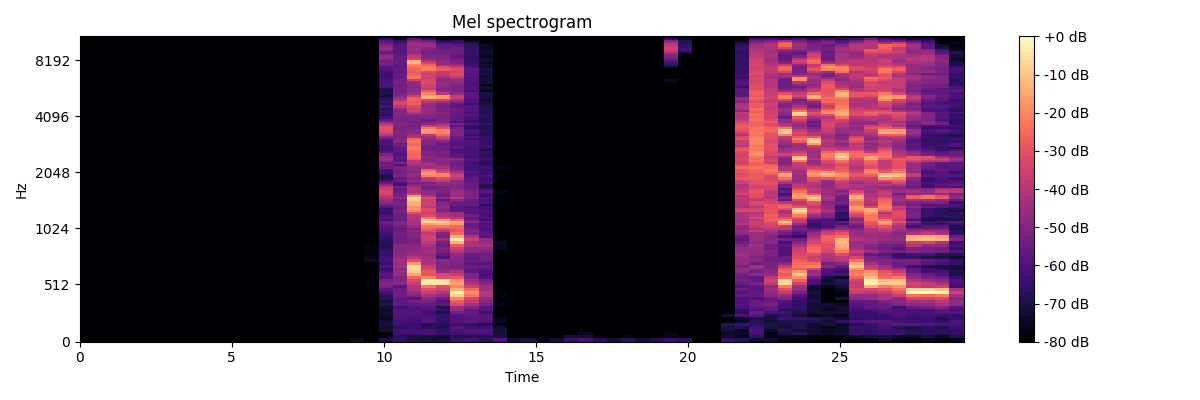 Mel spectrogram
Hz
8192
4096
2048
1024
512
0
0 5 10 15 20 25
Time
+0 dB
-10 dB
-20 dB
-30 dB
-40 dB
-50 dB
-60 dB
-70 dB
-80 dB